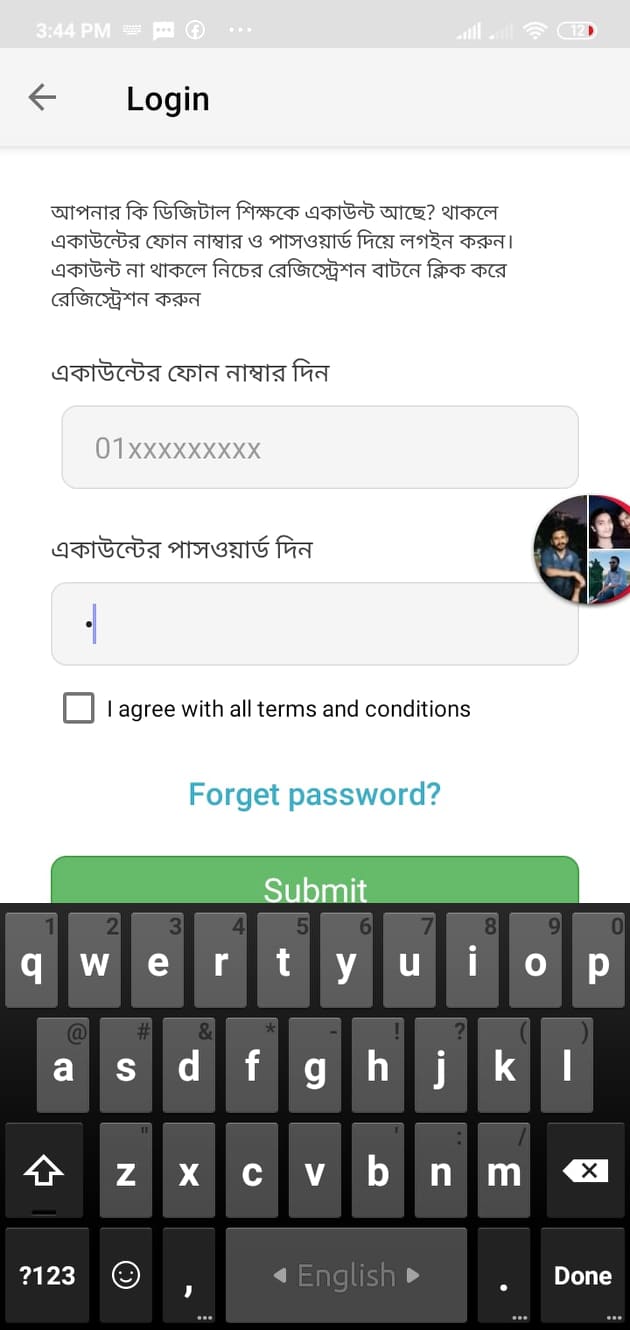 3:44 PM
12
Login
আপনার কি ডিজিটাল শিক্ষকে একাউন্ট আছে? থাকলে
একাউন্টের ফোন নাম্বার ও পাসওয়ার্ড দিয়ে লগইন করুন।
একাউন্ট না থাকলে নিচের রেজিস্ট্রেশন বাটনে ক্লিক করে
রেজিস্ট্রেশন করুন
একাউন্টের ফোন নাম্বার দিন
01xxxxxxxxx
একাউন্টের পাসওয়ার্ড দিন
•
I agree with all terms and conditions
Forget password?
Submit
1 2 3 4 5 6 7 8 9 0
q w e r t y u i o p
@ # & * - ! ? ( )
a s d f g h j k l
" ' : /
z x c v b n m
?123 , English . Done